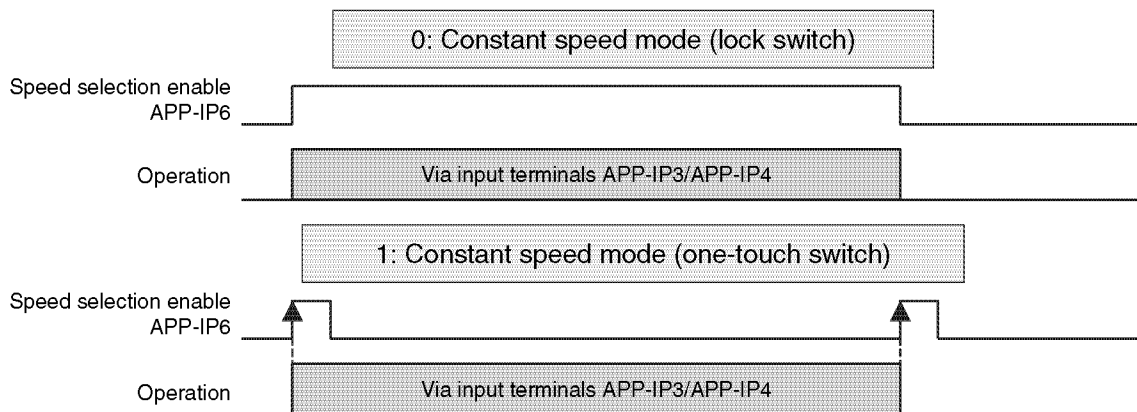 0: Constant speed mode (lock switch)
Speed selection enable
APP-IP6
Operation
Via input terminals APP-IP3/APP-IP4
1: Constant speed mode (one-touch switch)
Speed selection enable
APP-IP6
Operation
Via input terminals APP-IP3/APP-IP4